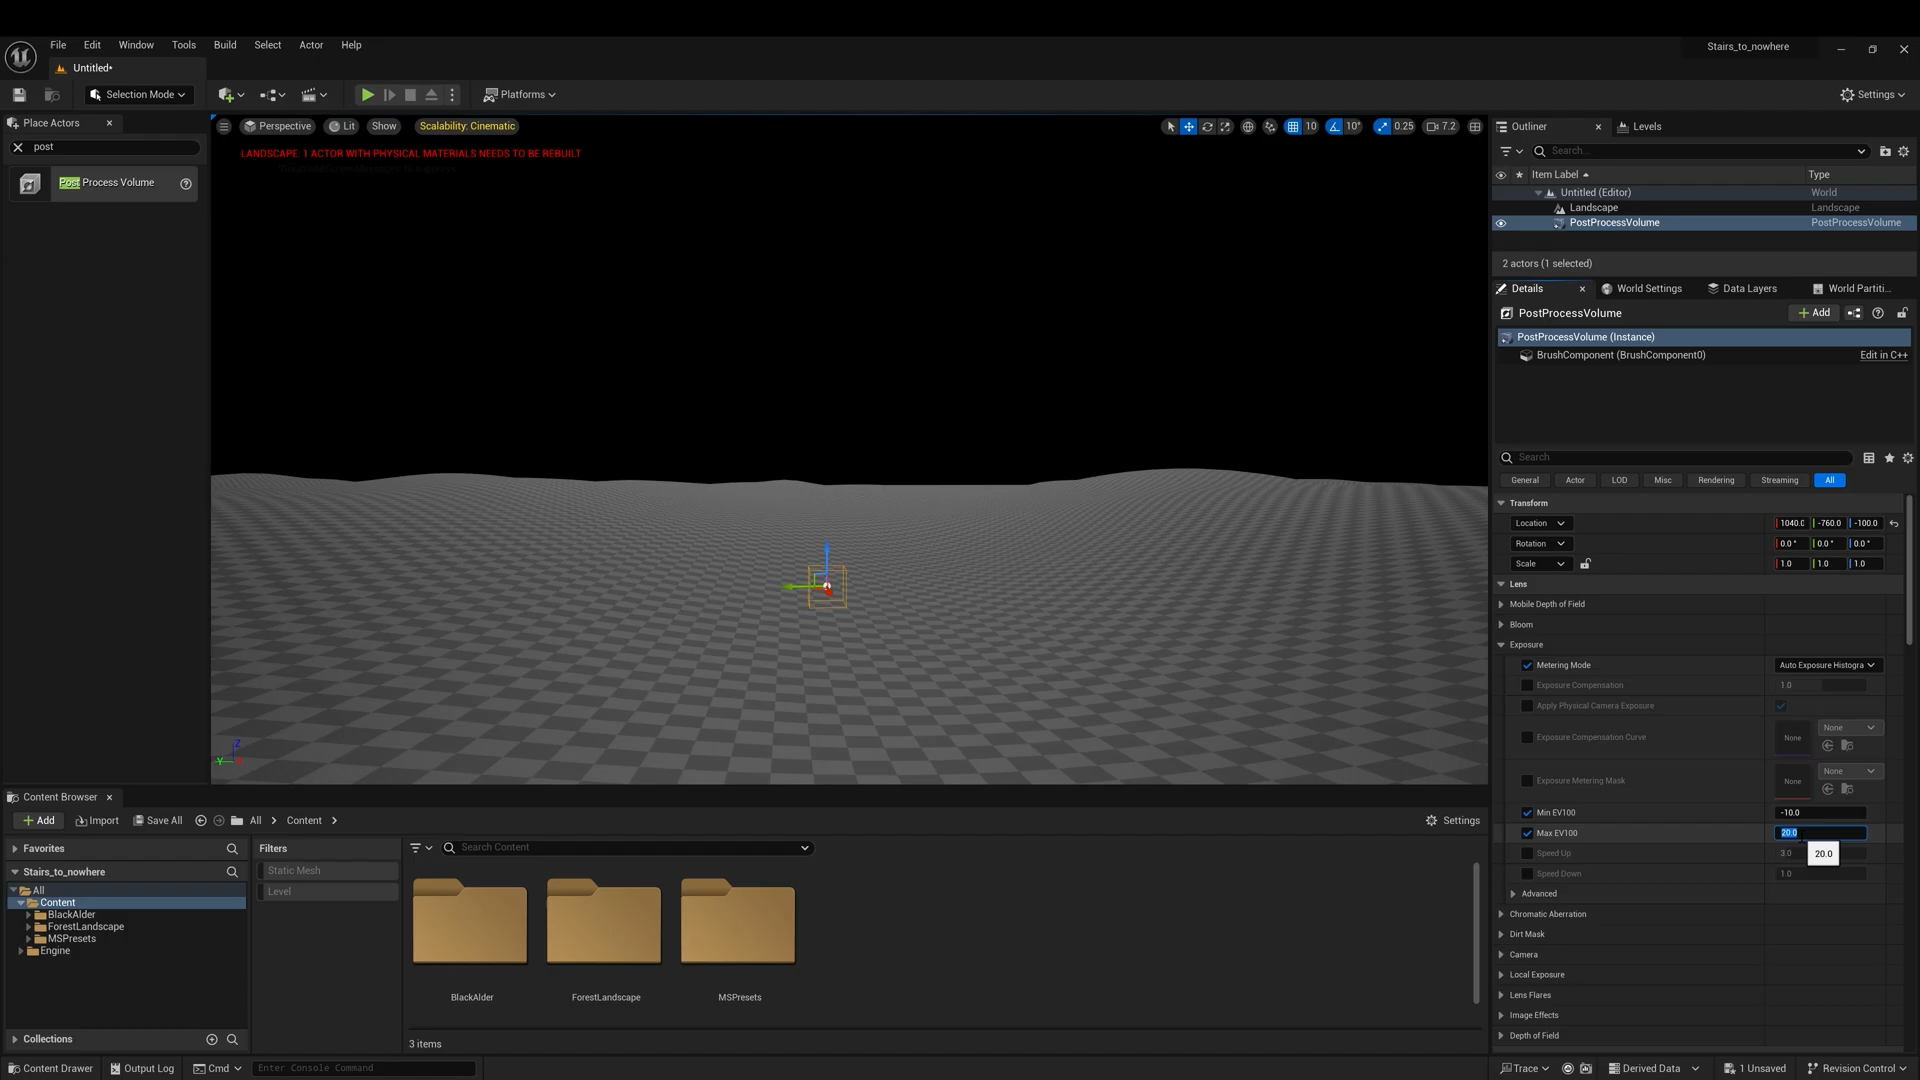 File Edit Window Tools Build Select Actor Help
Stairs_to_nowhere
Untitled*
Selection Mode
Platforms
Settings
Place Actors
post
Post Process Volume
Perspective Lit Show Scalability: Cinematic
10 10° 0.25 7.2
LANDSCAPE: 1 ACTOR WITH PHYSICAL MATERIALS NEEDS TO BE REBUILT
Outliner Levels
Search...
Item Label Type
Untitled (Editor) World
Landscape Landscape
PostProcessVolume PostProcessVolume
2 actors (1 selected)
Details World Settings Data Layers World Partiti...
PostProcessVolume
Add
PostProcessVolume (Instance)
BrushComponent (BrushComponent0) Edit in C++
Search
General Actor LOD Misc Rendering Streaming All
Transform
Location 1040.0 -760.0 -100.0
Rotation 0.0 ° 0.0 ° 0.0 °
Scale 1.0 1.0 1.0
Lens
Mobile Depth of Field
Bloom
Exposure
Metering Mode Auto Exposure Histogra
Exposure Compensation 1.0
Apply Physical Camera Exposure
Exposure Compensation Curve None None
Exposure Metering Mask None None
Min EV100 -10.0
Max EV100 20.0
Speed Up 3.0
20.0
Speed Down 1.0
Advanced
Chromatic Aberration
Dirt Mask
Camera
Local Exposure
Lens Flares
Image Effects
Depth of Field
Z
Y
Content Browser
Add Import Save All All Content
Settings
Favorites
Stairs_to_nowhere
All
Content
BlackAlder
ForestLandscape
MSPresets
Engine
Collections
Filters
Static Mesh
Level
Search Content
BlackAlder ForestLandscape MSPresets
3 items
Content Drawer Output Log Cmd Enter Console Command
Trace Derived Data 1 Unsaved Revision Control